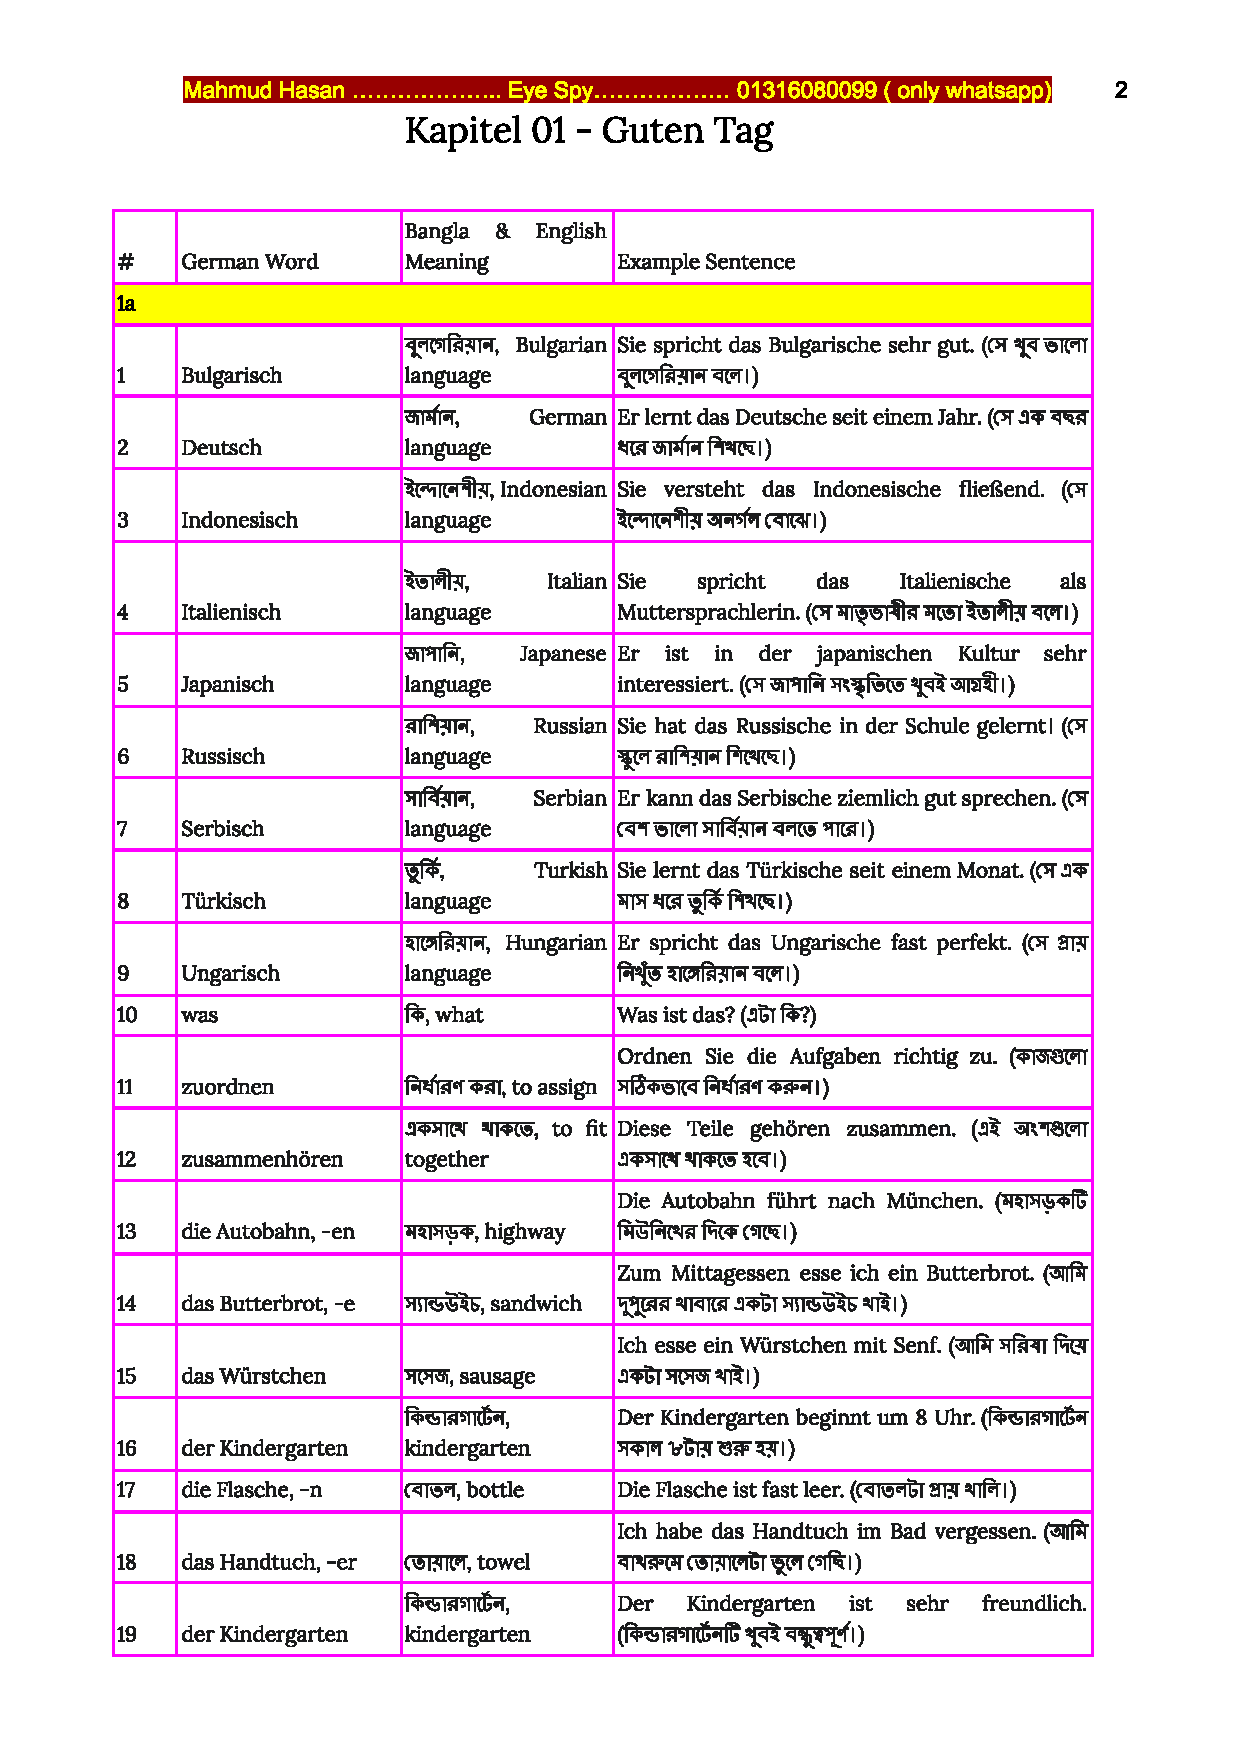 Mahmud Hasan ……………….. Eye Spy……………… 01316080099 ( only whatsapp) 2
Kapitel 01 - Guten Tag
Bangla & English
# German Word Meaning Example Sentence
1a
বুলগেরিয়ান, Bulgarian Sie spricht das Bulgarische sehr gut. (সে খুব ভালো
1 Bulgarisch language বুলগেরিয়ান বলে।)
জার্মান, German Er lernt das Deutsche seit einem Jahr. (সে এক বছর
2 Deutsch language ধরে জার্মান শিখছে।)
ইন্দোনেশীয়, Indonesian Sie versteht das Indonesische fließend. (সে
3 Indonesisch language ইন্দোনেশীয় অনর্গল বোঝে।)
ইতালীয়, Italian Sie spricht das Italienische als
4 Italienisch language Muttersprachlerin. (সে মাতৃভাষীর মতো ইতালীয় বলে।)
জাপানি, Japanese Er ist in der japanischen Kultur sehr
5 Japanisch language interessiert. (সে জাপানি সংস্কৃতিতে খুবই আগ্রহী।)
রাশিয়ান, Russian Sie hat das Russische in der Schule gelernt। (সে
6 Russisch language স্কুলে রাশিয়ান শিখেছে।)
সার্বিয়ান, Serbian Er kann das Serbische ziemlich gut sprechen. (সে
7 Serbisch language বেশ ভালো সার্বিয়ান বলতে পারে।)
তুর্কি, Turkish Sie lernt das Türkische seit einem Monat. (সে এক
8 Türkisch language মাস ধরে তুর্কি শিখছে।)
হাঙ্গেরিয়ান, Hungarian Er spricht das Ungarische fast perfekt. (সে প্রায়
9 Ungarisch language নিখুঁত হাঙ্গেরিয়ান বলে।)
10 was কি, what Was ist das? (এটা কি?)
Ordnen Sie die Aufgaben richtig zu. (কাজগুলো
11 zuordnen নির্ধারণ করা, to assign সঠিকভাবে নির্ধারণ করুন।)
একসাথে থাকতে, to fit Diese Teile gehören zusammen. (এই অংশগুলো
12 zusammenhören together একসাথে থাকতে হবে।)
Die Autobahn führt nach München. (মহাসড়কটি
13 die Autobahn, -en মহাসড়ক, highway মিউনিখের দিকে গেছে।)
Zum Mittagessen esse ich ein Butterbrot. (আমি
14 das Butterbrot, -e স্যান্ডউইচ, sandwich দুপুরের খাবারে একটা স্যান্ডউইচ খাই।)
Ich esse ein Würstchen mit Senf. (আমি সরিষা দিয়ে
15 das Würstchen সসেজ, sausage একটা সসেজ খাই।)
কিন্ডারগার্টেন, Der Kindergarten beginnt um 8 Uhr. (কিন্ডারগার্টেন
16 der Kindergarten kindergarten সকাল ৮টায় শুরু হয়।)
17 die Flasche, -n বোতল, bottle Die Flasche ist fast leer. (বোতলটা প্রায় খালি।)
Ich habe das Handtuch im Bad vergessen. (আমি
18 das Handtuch, -er তোয়ালে, towel বাথরুমে তোয়ালেটা ভুলে গেছি।)
কিন্ডারগার্টেন, Der Kindergarten ist sehr freundlich.
19 der Kindergarten kindergarten (কিন্ডারগার্টেনটি খুবই বন্ধুত্বপূর্ণ।)